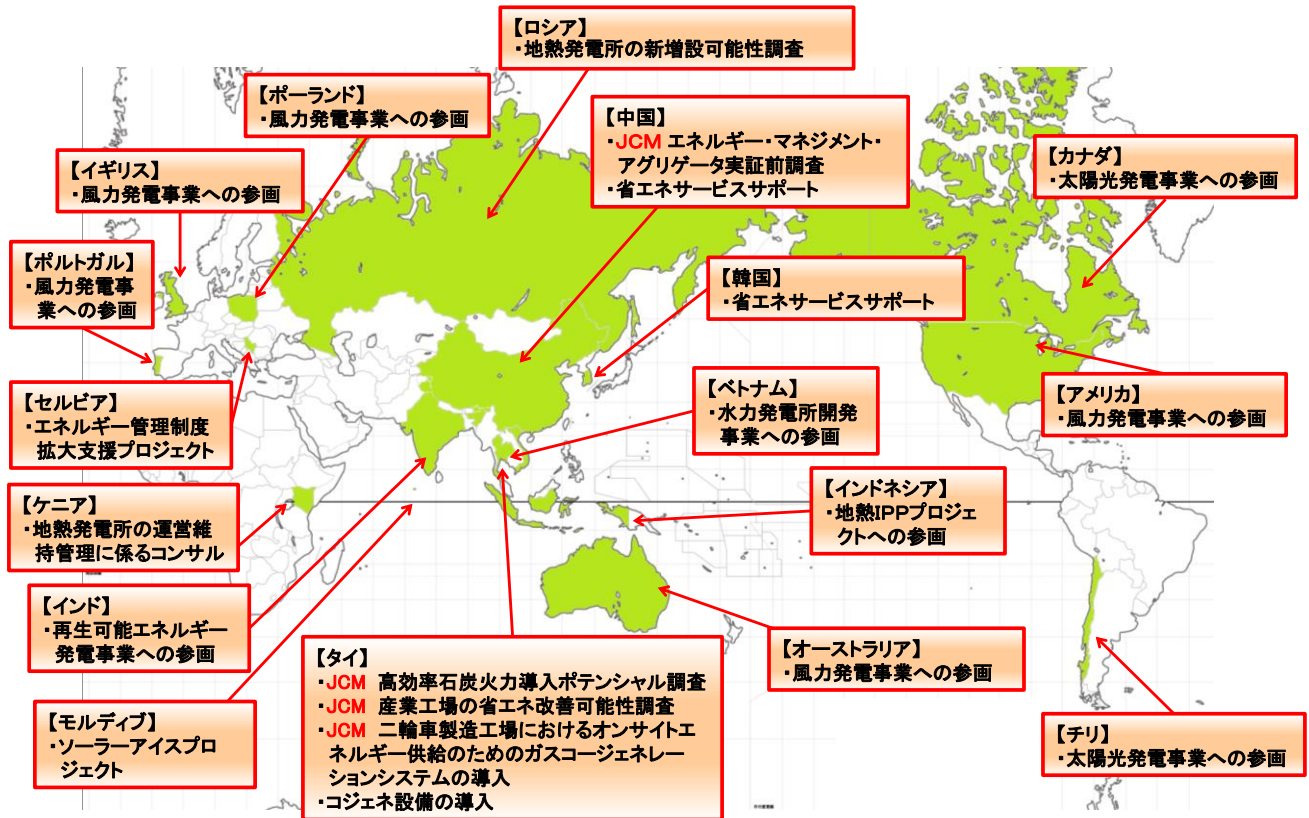 【ロシア】
・地熱発電所の新増設可能性調査
【ポーランド】
・風力発電事業への参画
【中国】
・JCM エネルギー・マネジメント・
アグリゲータ実証前調査
・省エネサービスサポート
【カナダ】
・太陽光発電事業への参画
【イギリス】
・風力発電事業への参画
【ポルトガル】
・風力発電事
業への参画
【韓国】
・省エネサービスサポート
【セルビア】
・エネルギー管理制度
拡大支援プロジェクト
【ベトナム】
・水力発電所開発
事業への参画
【アメリカ】
・風力発電事業への参画
【ケニア】
・地熱発電所の運営維
持管理に係るコンサル
【インドネシア】
・地熱IPPプロジェ
クトへの参画
【インド】
・再生可能エネルギー
発電事業への参画
【タイ】
・JCM 高効率石炭火力導入ポテンシャル調査
・JCM 産業工場の省エネ改善可能性調査
・JCM 二輪車製造工場におけるオンサイトエ
ネルギー供給のためのガスコージェネレー
ションシステムの導入
・コジェネ設備の導入
【オーストラリア】
・風力発電事業への参画
【モルディブ】
・ソーラーアイスプロ
ジェクト
【チリ】
・太陽光発電事業への参画